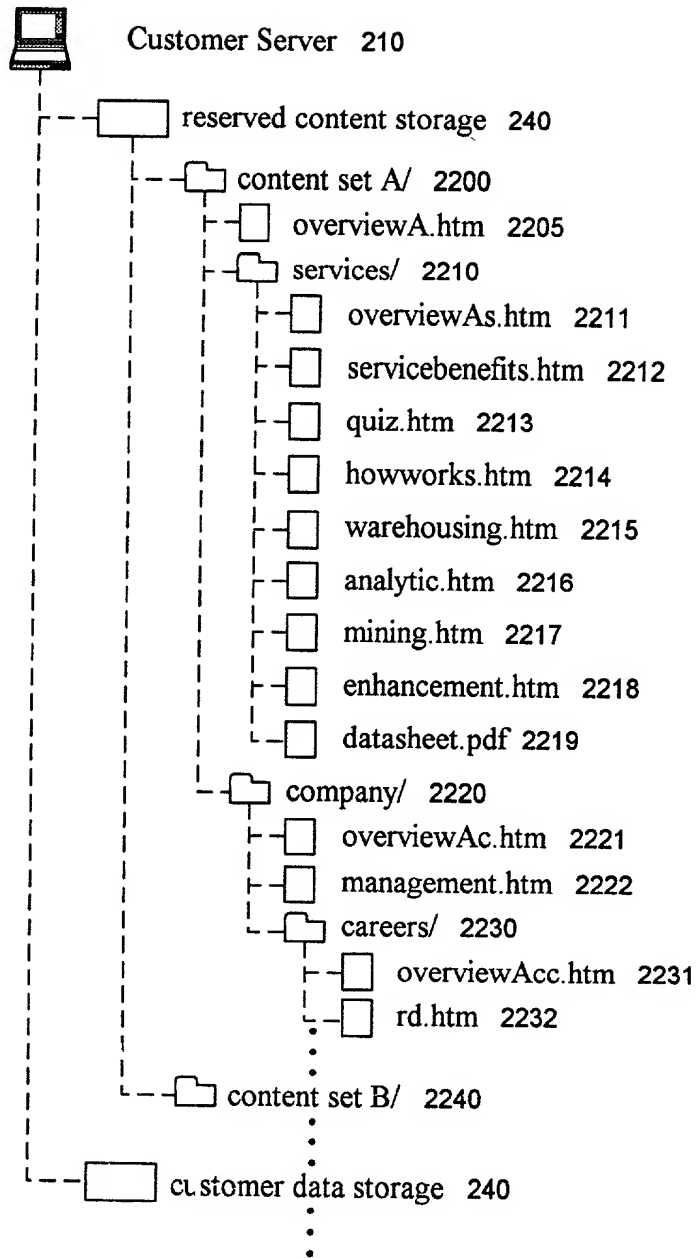 Customer Server 210
reserved content storage 240
content set A/ 2200
overviewA.htm 2205
services/ 2210
overviewAs.htm 2211
servicebenefits.htm 2212
quiz.htm 2213
howworks.htm 2214
warehousing.htm 2215
analytic.htm 2216
mining.htm 2217
enhancement.htm 2218
datasheet.pdf 2219
company/ 2220
overviewAc.htm 2221
management.htm 2222
careers/ 2230
overviewAcc.htm 2231
rd.htm 2232
content set B/ 2240
customer data storage 240